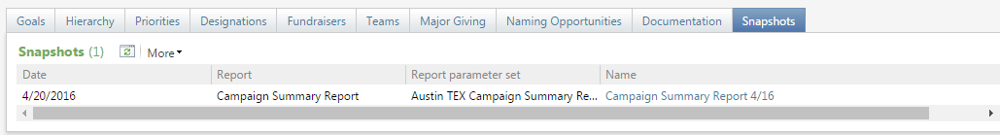 Goals Hierarchy Priorities Designations Fundraisers Teams Major Giving Naming Opportunities Documentation Snapshots
Snapshots (1) More
Date Report Report parameter set Name
4/20/2016 Campaign Summary Report Austin TEX Campaign Summary Re... Campaign Summary Report 4/16